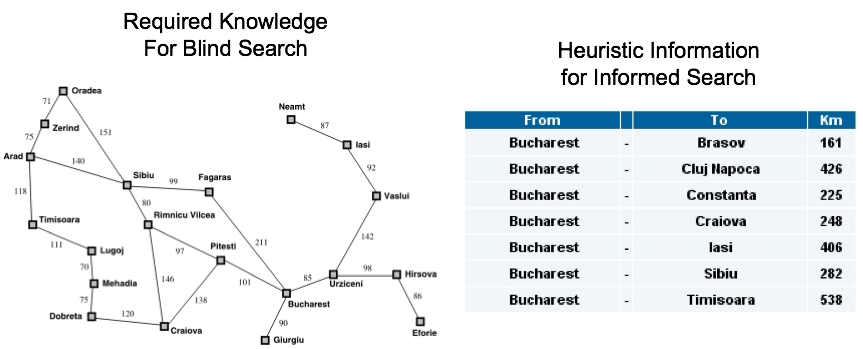 Required Knowledge
For Blind Search
Oradea
71
Zerind
75
151
Arad
140
118
Sibiu
99
Fagaras
80
Rimnicu Vilcea
Timisoara
111
Lugoj
70
Mehadia
75
Dobreta
120
Craiova
146
138
97
Pitesti
101
211
Bucharest
90
Giurgiu
85
Urziceni
98
Hirsova
86
Eforie
142
Vaslui
92
Iasi
87
Neamt
Heuristic Information
for Informed Search
From To Km
Bucharest - Brasov 161
Bucharest - Cluj Napoca 426
Bucharest - Constanta 225
Bucharest - Craiova 248
Bucharest - Iasi 406
Bucharest - Sibiu 282
Bucharest - Timisoara 538